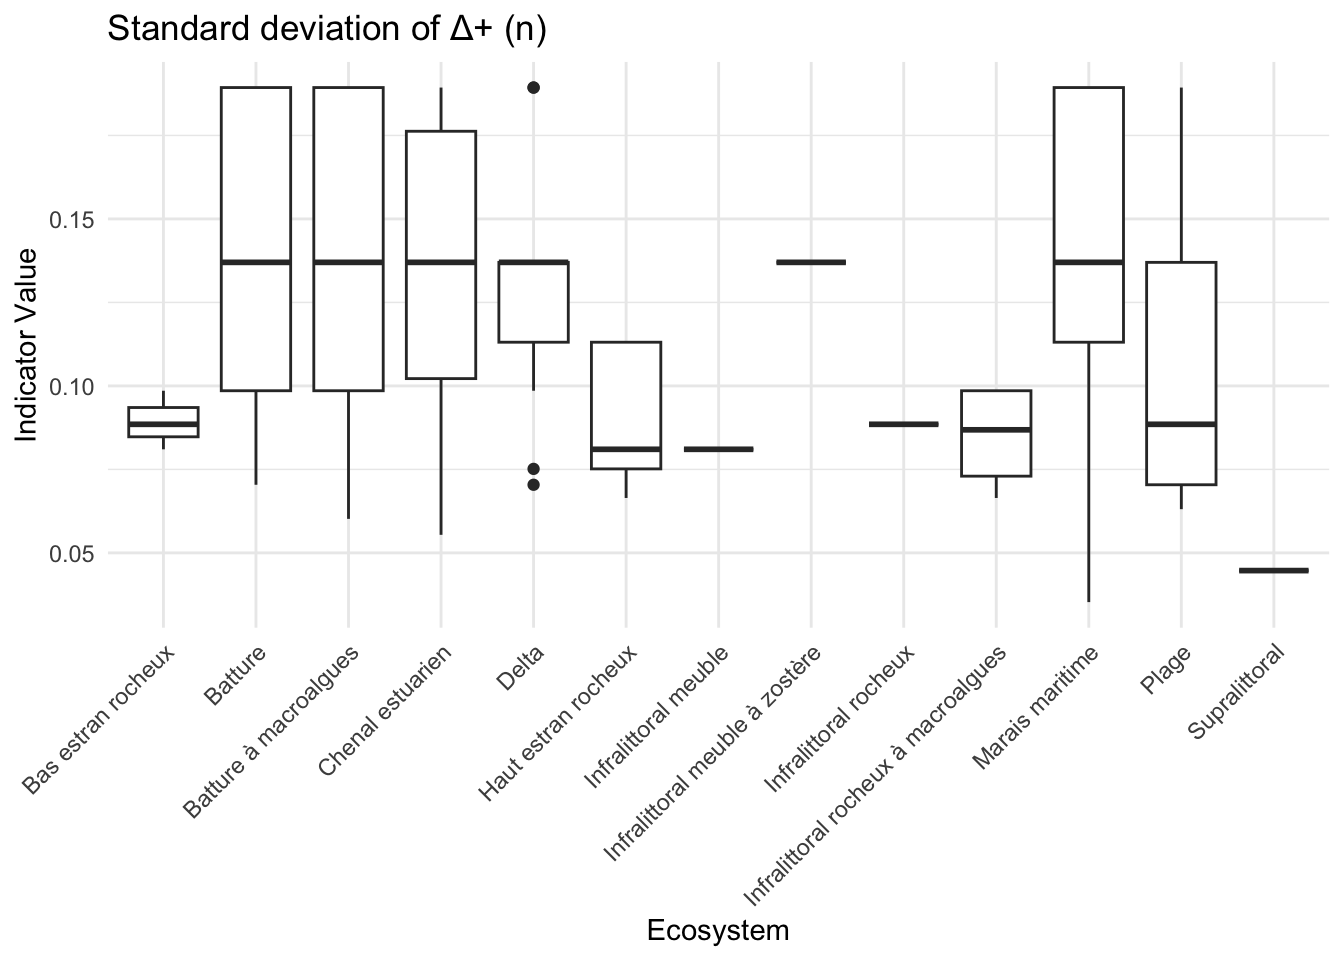 Standard deviation of Δ+ (n)
Indicator Value
0.15
0.10
0.05
Bas estran rocheux
Batture
Batture à macroalgues
Chenal estuarien
Delta
Haut estran rocheux
Infralittoral meuble
Infralittoral meuble à zostère
Infralittoral rocheux
Infralittoral rocheux à macroalgues
Marais maritime
Plage
Supralittoral
Ecosystem